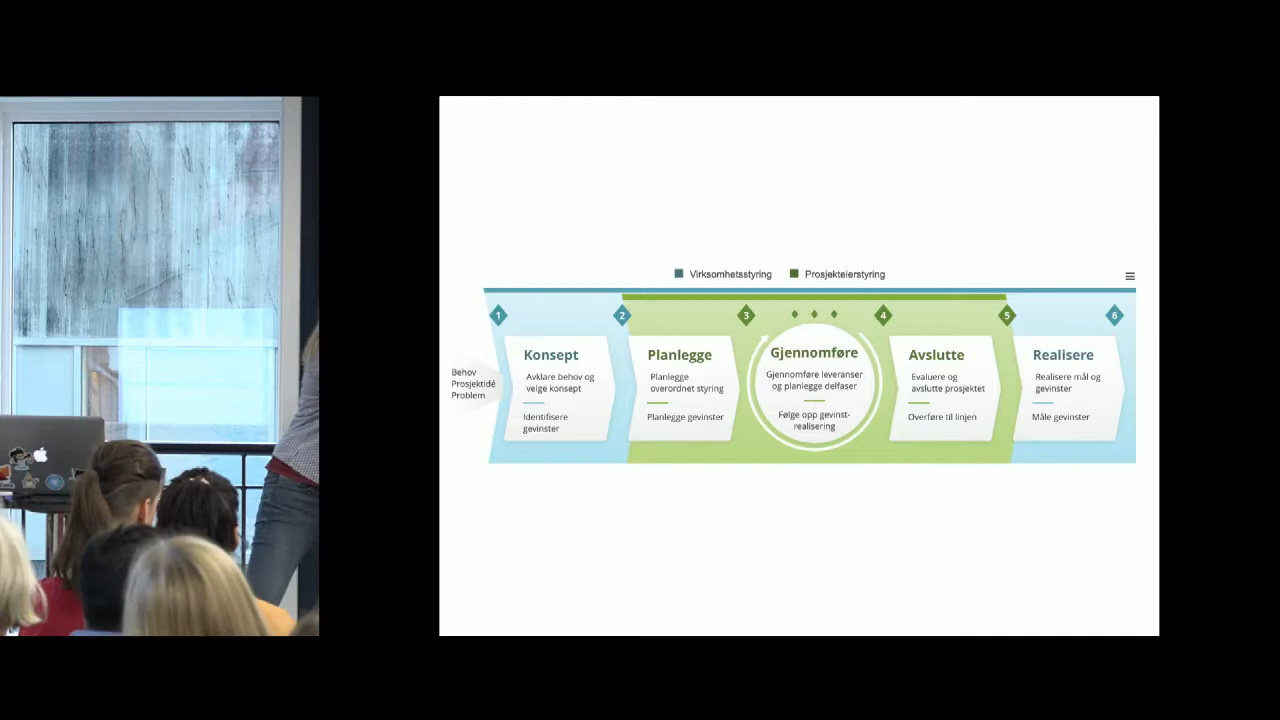 Virksomhetsstyring
Prosjekteierstyring
1
2
3
4
5
6
Behov
Prosjektidé
Problem
Konsept
Avklare behov og
velge konsept
Identifisere
gevinster
Planlegge
Planlegge
overordnet styring
Planlegge gevinster
Gjennomføre
Gjennomføre leveranser
og planlegge delfaser
Følge opp gevinst-
realisering
Avslutte
Evaluere og
avslutte prosjektet
Overføre til linjen
Realisere
Realisere mål og
gevinster
Måle gevinster